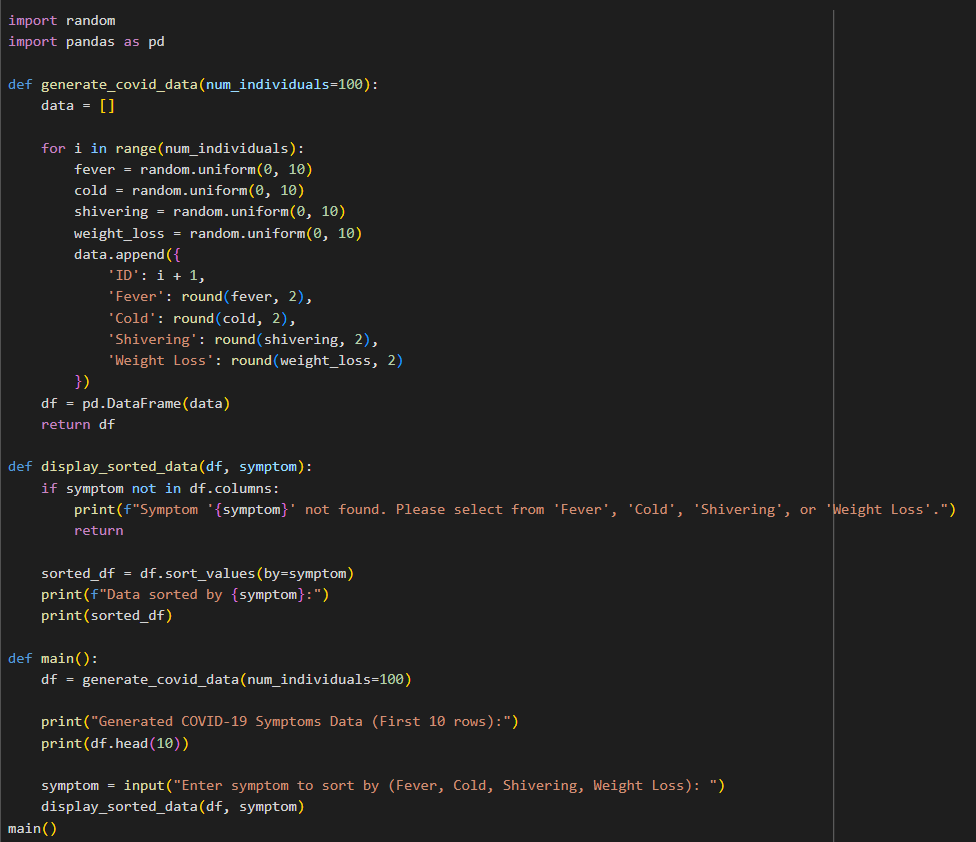 import random
import pandas as pd

def generate_covid_data(num_individuals=100):
    data = []

    for i in range(num_individuals):
        fever = random.uniform(0, 10)
        cold = random.uniform(0, 10)
        shivering = random.uniform(0, 10)
        weight_loss = random.uniform(0, 10)
        data.append({
            'ID': i + 1,
            'Fever': round(fever, 2),
            'Cold': round(cold, 2),
            'Shivering': round(shivering, 2),
            'Weight Loss': round(weight_loss, 2)
        })
    df = pd.DataFrame(data)
    return df

def display_sorted_data(df, symptom):
    if symptom not in df.columns:
        print(f"Symptom '{symptom}' not found. Please select from 'Fever', 'Cold', 'Shivering', or 'Weight Loss'.")
        return

    sorted_df = df.sort_values(by=symptom)
    print(f"Data sorted by {symptom}:")
    print(sorted_df)

def main():
    df = generate_covid_data(num_individuals=100)

    print("Generated COVID-19 Symptoms Data (First 10 rows):")
    print(df.head(10))

    symptom = input("Enter symptom to sort by (Fever, Cold, Shivering, Weight Loss): ")
    display_sorted_data(df, symptom)
main()